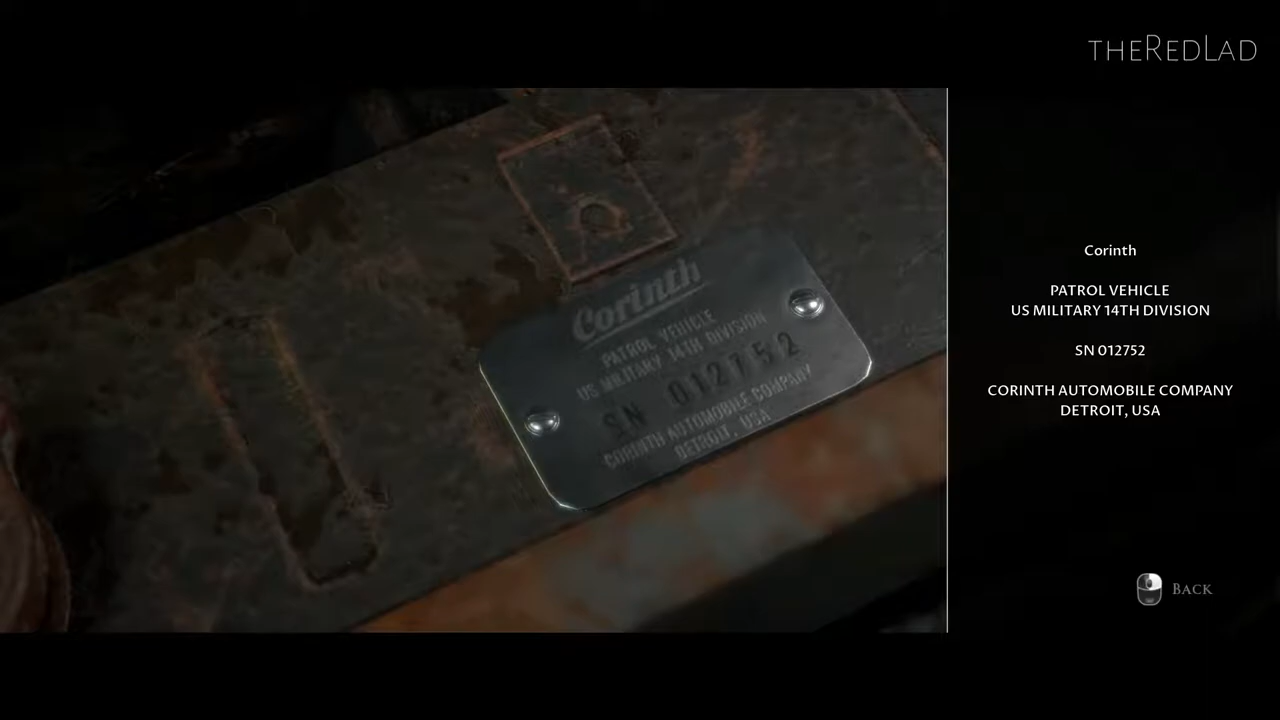 THEREDLAD
Corinth
PATROL VEHICLE
US MILITARY 14TH DIVISION
SN 012752
CORINTH AUTOMOBILE COMPANY
DETROIT, USA
Corinth
PATROL VEHICLE
US MILITARY 14TH DIVISION
SN 012752
CORINTH AUTOMOBILE COMPANY
DETROIT, USA
BACK